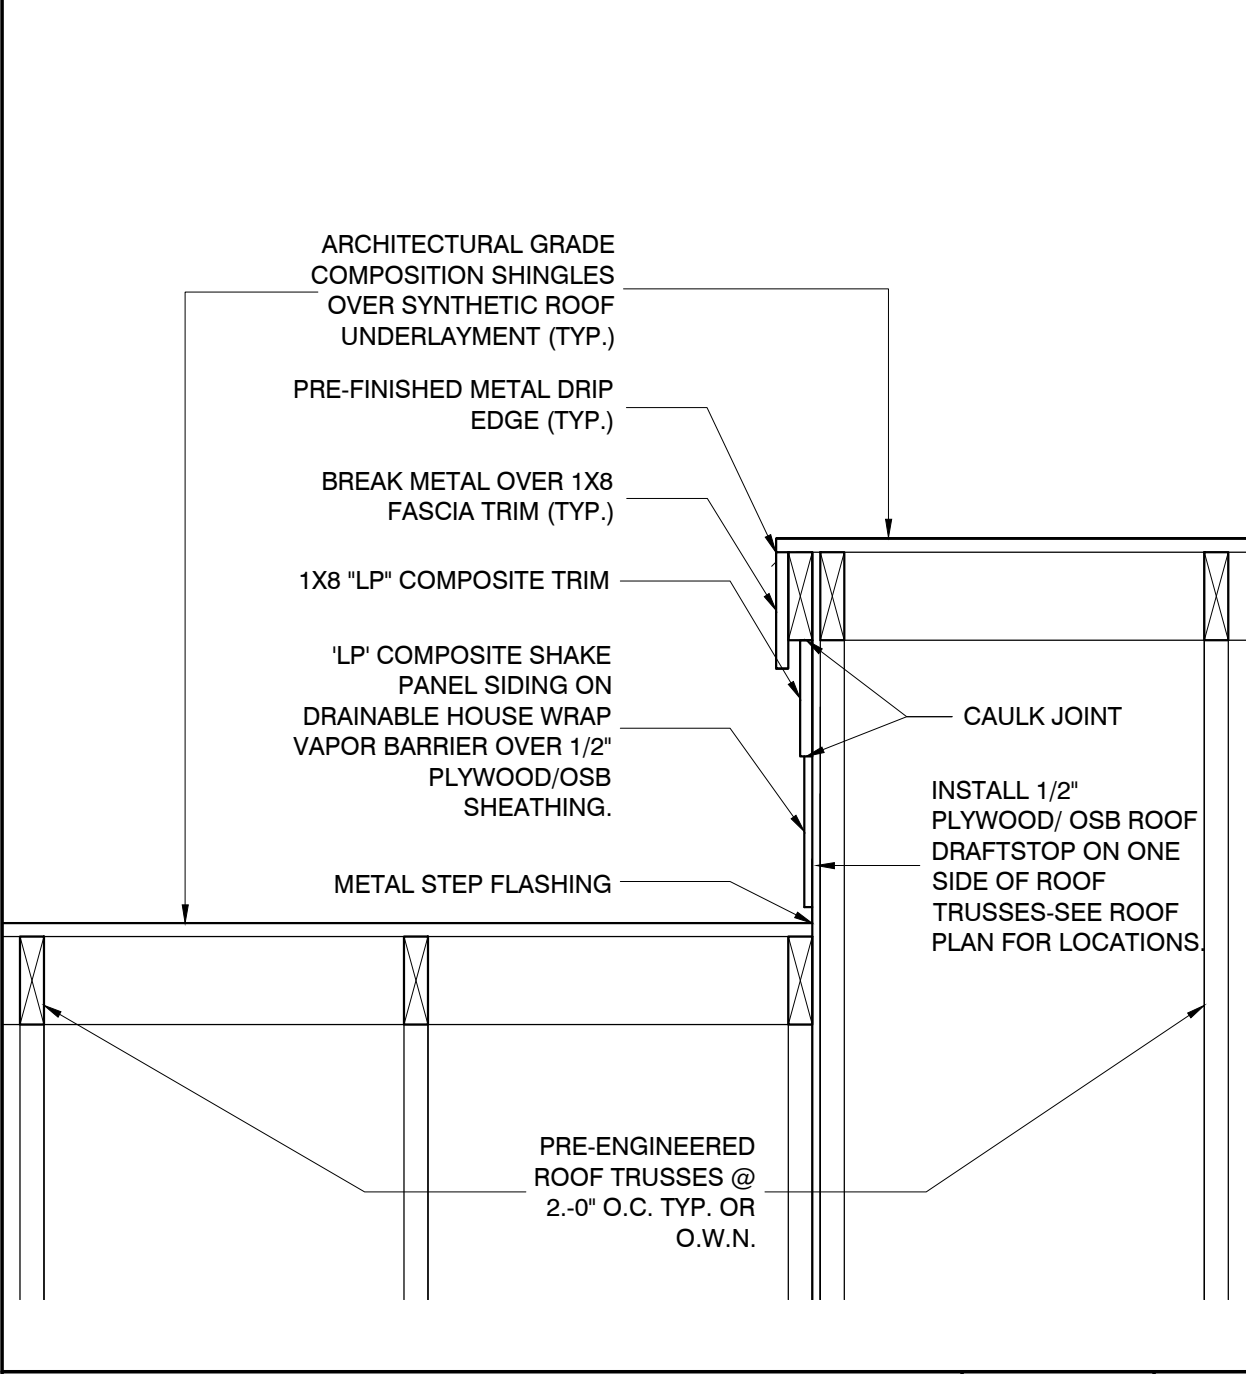 ARCHITECTURAL GRADE
COMPOSITION SHINGLES
OVER SYNTHETIC ROOF
UNDERLAYMENT (TYP.)
PRE-FINISHED METAL DRIP
EDGE (TYP.)
BREAK METAL OVER 1X8
FASCIA TRIM (TYP.)
1X8 "LP" COMPOSITE TRIM
'LP' COMPOSITE SHAKE
PANEL SIDING ON
DRAINABLE HOUSE WRAP
VAPOR BARRIER OVER 1/2"
PLYWOOD/OSB
SHEATHING.
METAL STEP FLASHING
CAULK JOINT
INSTALL 1/2"
PLYWOOD/ OSB ROOF
DRAFTSTOP ON ONE
SIDE OF ROOF
TRUSSES-SEE ROOF
PLAN FOR LOCATIONS.
PRE-ENGINEERED
ROOF TRUSSES @
2.-0" O.C. TYP. OR
O.W.N.